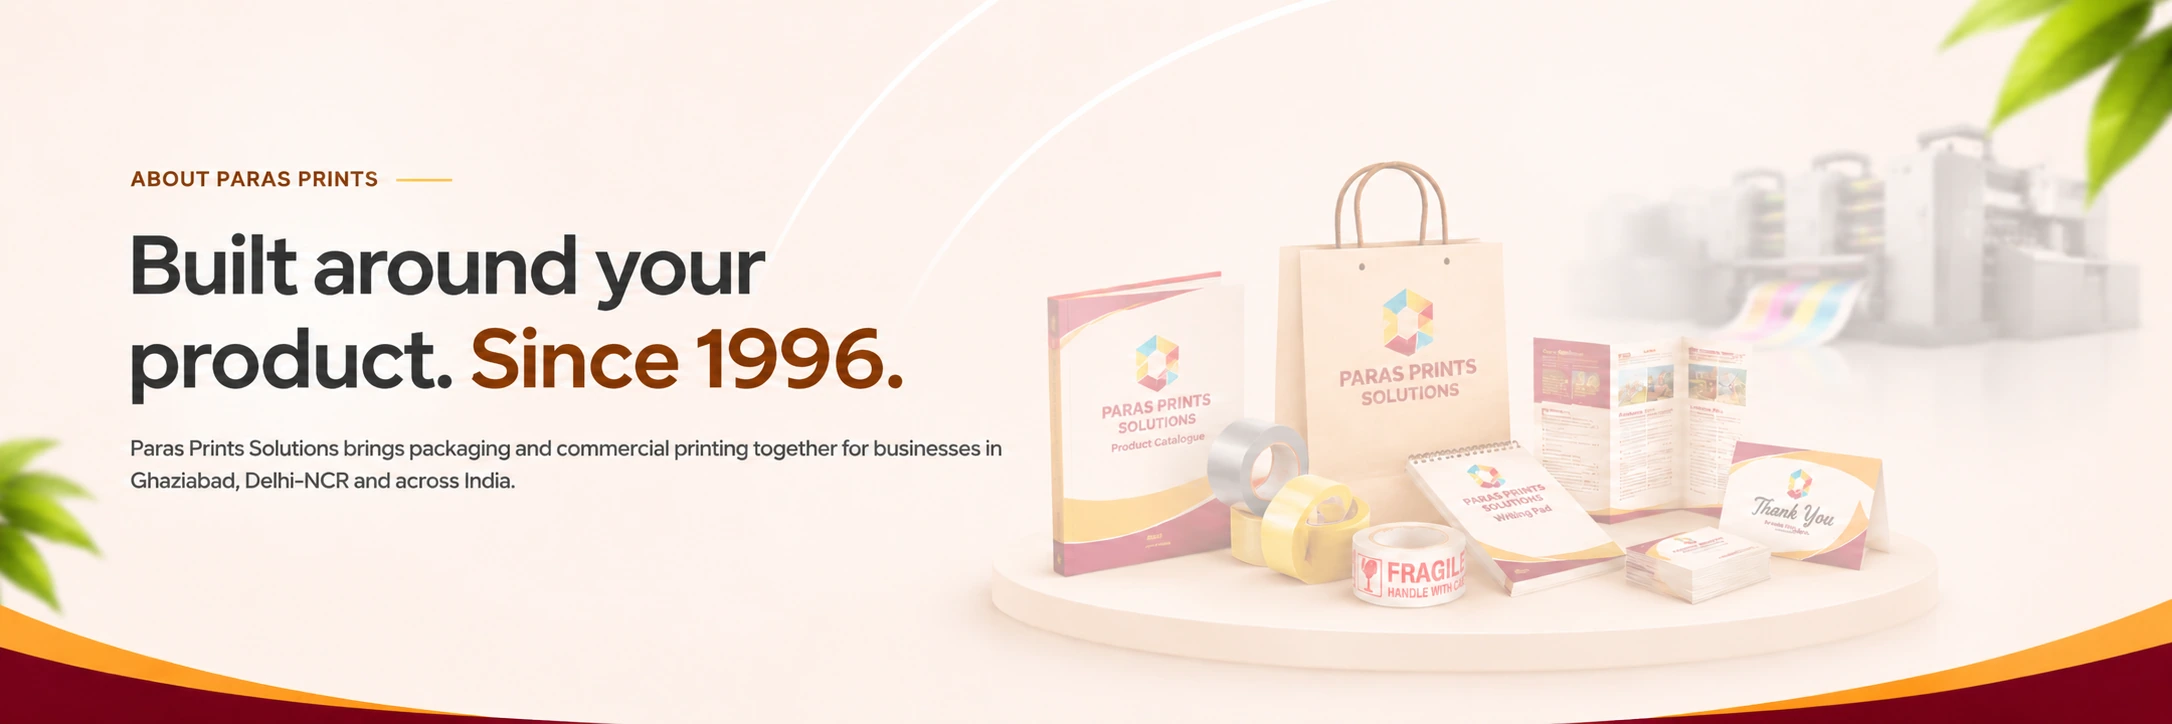 ABOUT PARAS PRINTS
Built around your
product. Since 1996.
Paras Prints Solutions brings packaging and commercial printing together for businesses in
Ghaziabad, Delhi-NCR and across India.
PARAS PRINTS
SOLUTIONS
Product Catalogue
PARAS PRINTS
SOLUTIONS
FRAGILE
HANDLE WITH
PARAS PRINTS
SOLUTIONS
Writing Pad
Thank You